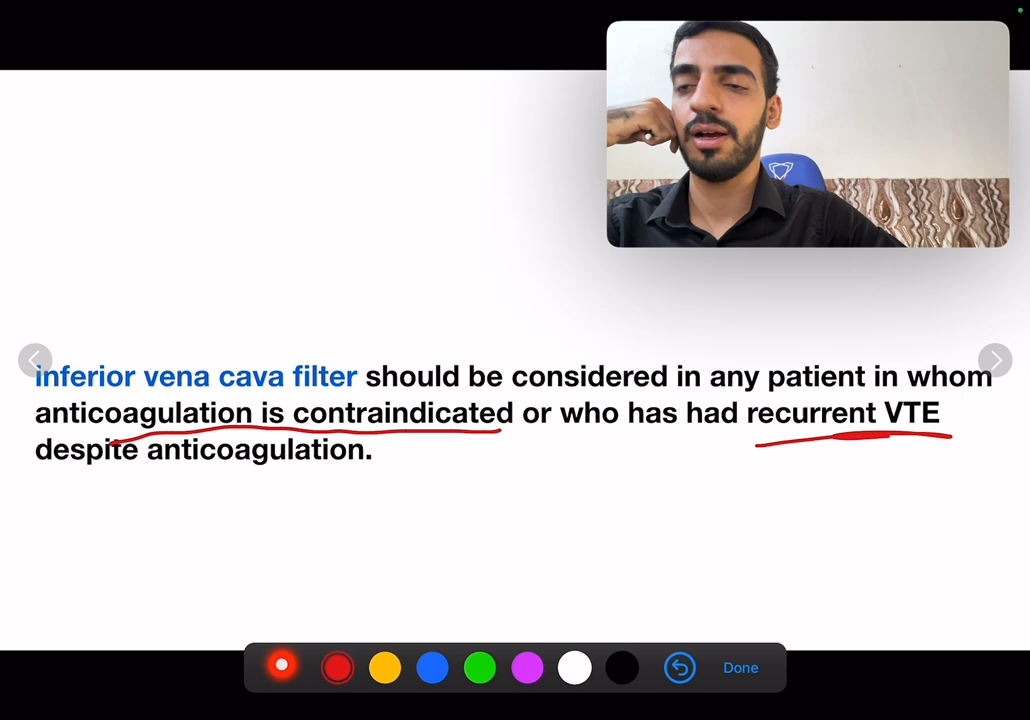 Inferior vena cava filter should be considered in any patient in whom
anticoagulation is contraindicated or who has had recurrent VTE
despite anticoagulation.
Done